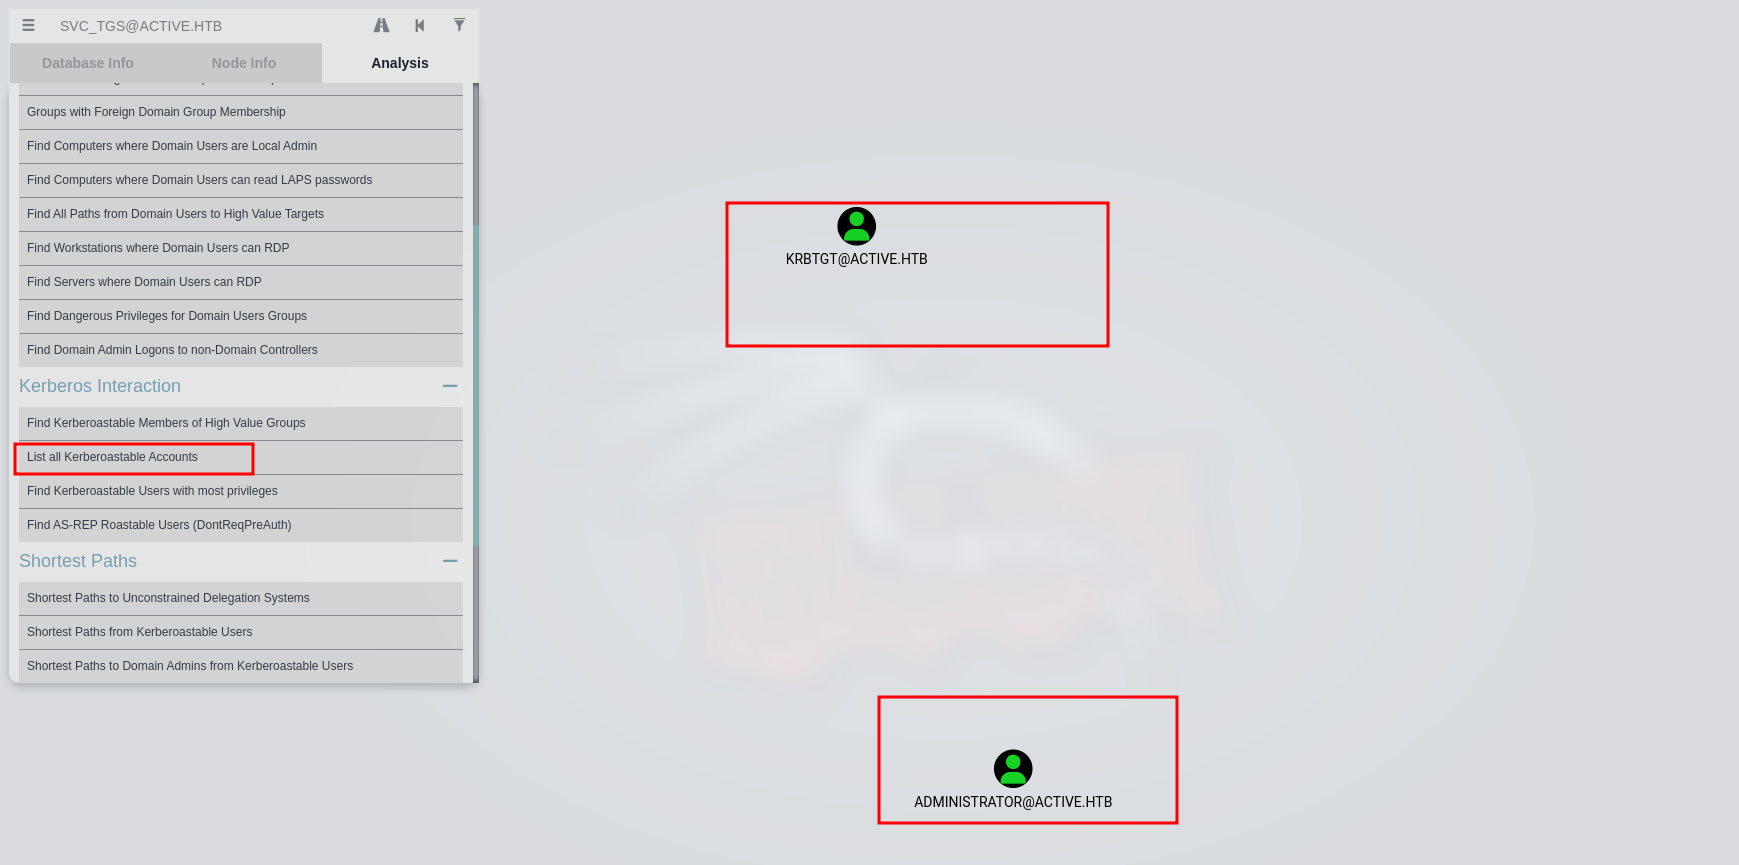 SVC_TGS@ACTIVE.HTB
Database Info
Node Info
Analysis
Groups with Foreign Domain Group Membership
Find Computers where Domain Users are Local Admin
Find Computers where Domain Users can read LAPS passwords
Find All Paths from Domain Users to High Value Targets
Find Workstations where Domain Users can RDP
Find Servers where Domain Users can RDP
Find Dangerous Privileges for Domain Users Groups
Find Domain Admin Logons to non-Domain Controllers
Kerberos Interaction
Find Kerberoastable Members of High Value Groups
List all Kerberoastable Accounts
Find Kerberoastable Users with most privileges
Find AS-REP Roastable Users (DontReqPreAuth)
Shortest Paths
Shortest Paths to Unconstrained Delegation Systems
Shortest Paths from Kerberoastable Users
Shortest Paths to Domain Admins from Kerberoastable Users
KRBTGT@ACTIVE.HTB
ADMINISTRATOR@ACTIVE.HTB